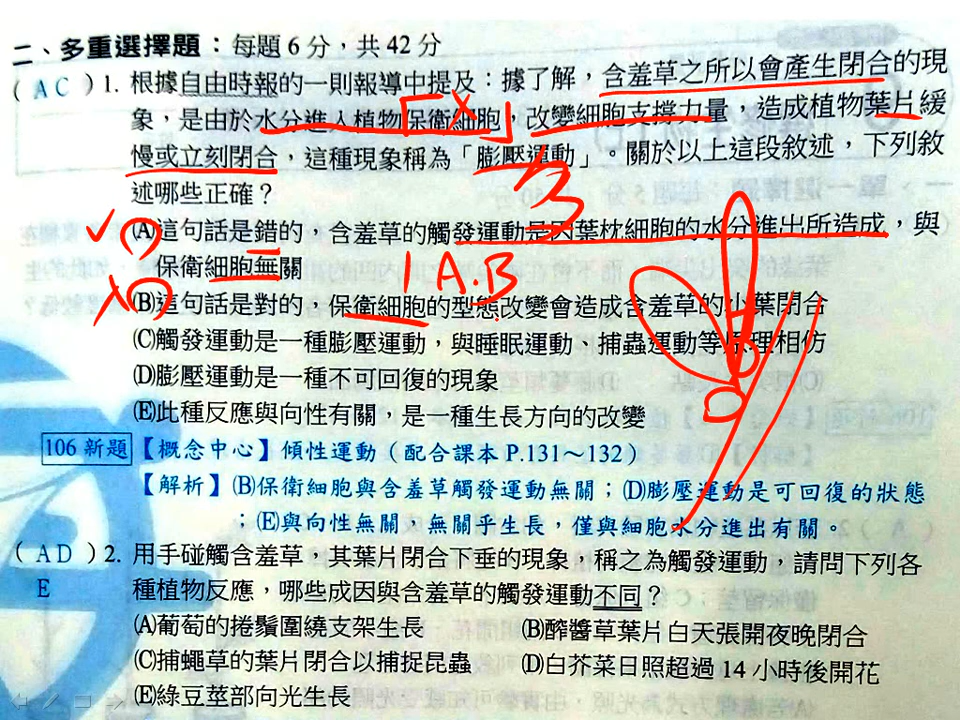 二、多重選擇題：每題6分，共42分
( AC ) 1. 根據自由時報的一則報導中提及：據了解，含羞草之所以會產生閉合的現
象，是由於水分進入植物保衛細胞，改變細胞支撐力量，造成植物葉片緩
慢或立刻閉合，這種現象稱為「膨壓運動」。關於以上這段敘述，下列敘
述哪些正確？
(A)這句話是錯的，含羞草的觸發運動是因葉枕細胞的水分進出所造成，與
保衛細胞無關
1 A.B
(B)這句話是對的，保衛細胞的型態改變會造成含羞草的小葉閉合
(C)觸發運動是一種膨壓運動，與睡眠運動、捕蟲運動等原理相仿
(D)膨壓運動是一種不可回復的現象
(E)此種反應與向性有關，是一種生長方向的改變
106 新題【概念中心】傾性運動（配合課本 P.131～132）
【解析】(B)保衛細胞與含羞草觸發運動無關；(D)膨壓運動是可回復的狀態
；(E)與向性無關，無關乎生長，僅與細胞水分進出有關。
( AD ) 2. 用手碰觸含羞草，其葉片閉合下垂的現象，稱之為觸發運動，請問下列各
E 種植物反應，哪些成因與含羞草的觸發運動不同？
(A)葡萄的捲鬚圍繞支架生長 (B)酢醬草葉片白天張開夜晚閉合
(C)捕蠅草的葉片閉合以捕捉昆蟲 (D)白芥菜日照超過 14 小時後開花
(E)綠豆莖部向光生長